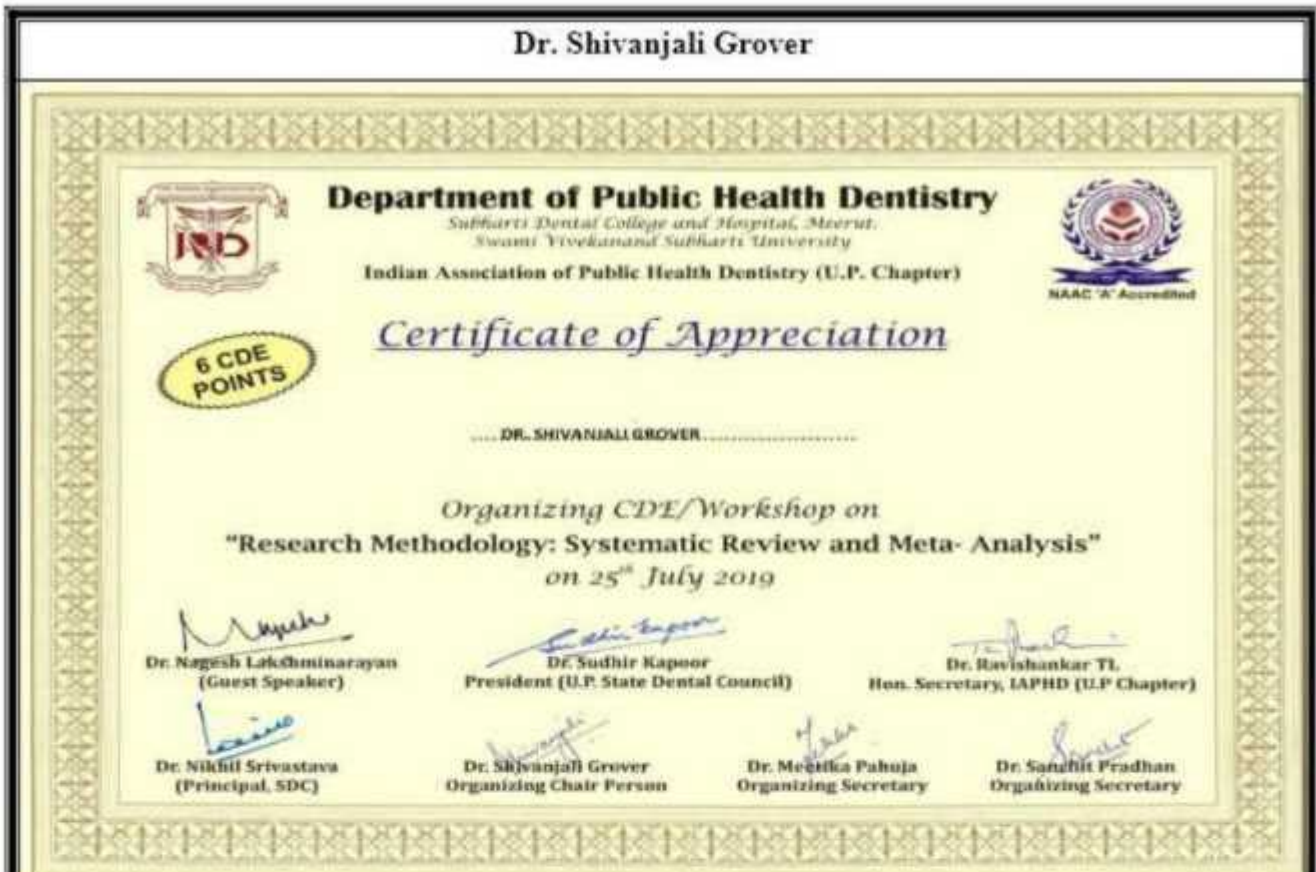 Dr. Shivanjali Grover
Department of Public Health Dentistry
Subharti Dental College and Hospital, Meerut.
Swami Vivekanand Subharti University
Indian Association of Public Health Dentistry (U.P. Chapter)
NAAC 'A' Accredited
Certificate of Appreciation
6 CDE
POINTS
....DR. SHIVANJALI GROVER......................
Organizing CDE/Workshop on
"Research Methodology: Systematic Review and Meta- Analysis"
on 25th July 2019
Dr. Nagesh Lakshminarayan
(Guest Speaker)
Dr. Sudhir Kapoor
President (U.P. State Dental Council)
Dr. Ravishankar TL
Hon. Secretary, IAPHD (U.P Chapter)
Dr. Nikhil Srivastava
(Principal, SDC)
Dr. Shivanjali Grover
Organizing Chair Person
Dr. Meetika Pahuja
Organizing Secretary
Dr. Sanchit Pradhan
Organizing Secretary